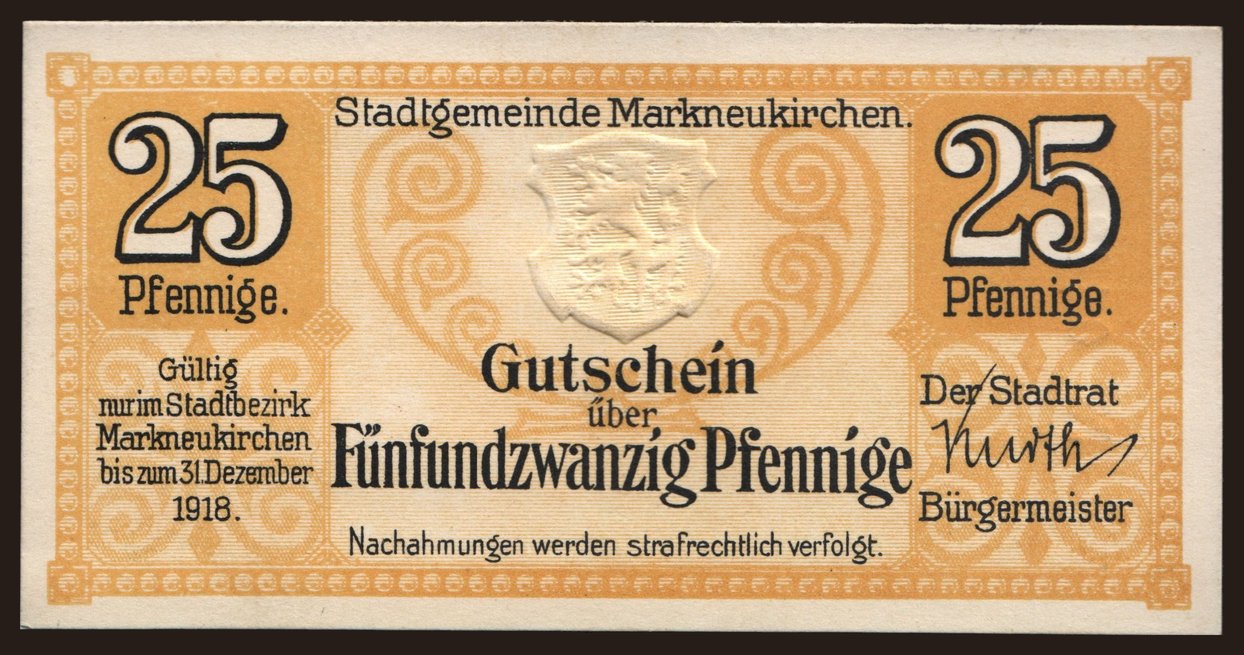 Stadtgemeinde Markneukirchen.
25
Pfennige.
25
Pfennige.
Gültig
nur im Stadtbezirk
Markneukirchen
bis zum 31. Dezember
1918.
Gutschein
über
Fünfundzwanzig Pfennige
Nachahmungen werden strafrechtlich verfolgt.
Der Stadtrat
Kurth
Bürgermeister